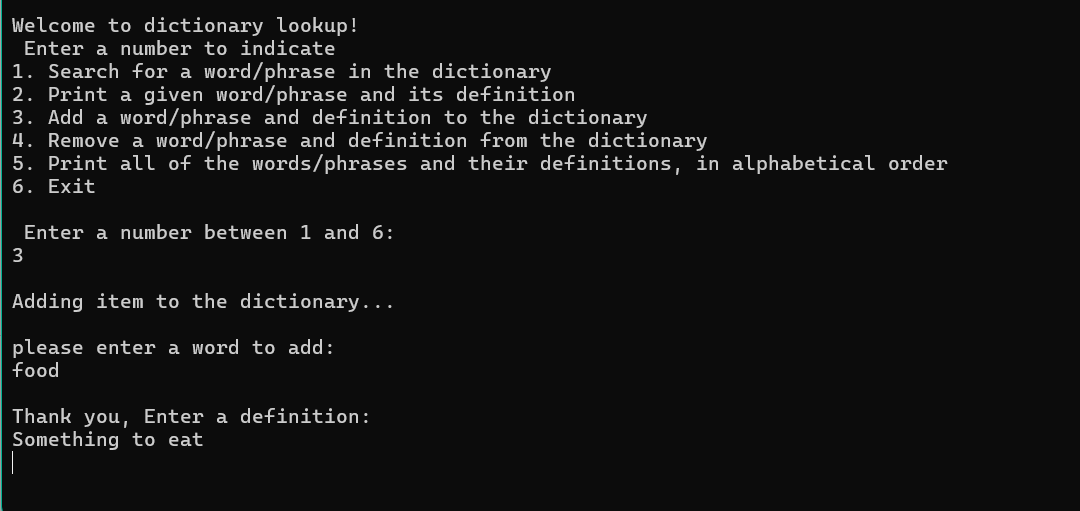 Welcome to dictionary lookup!
Enter a number to indicate
1. Search for a word/phrase in the dictionary
2. Print a given word/phrase and its definition
3. Add a word/phrase and definition to the dictionary
4. Remove a word/phrase and definition from the dictionary
5. Print all of the words/phrases and their definitions, in alphabetical order
6. Exit
Enter a number between 1 and 6:
3
Adding item to the dictionary...
please enter a word to add:
food
Thank you, Enter a definition:
Something to eat